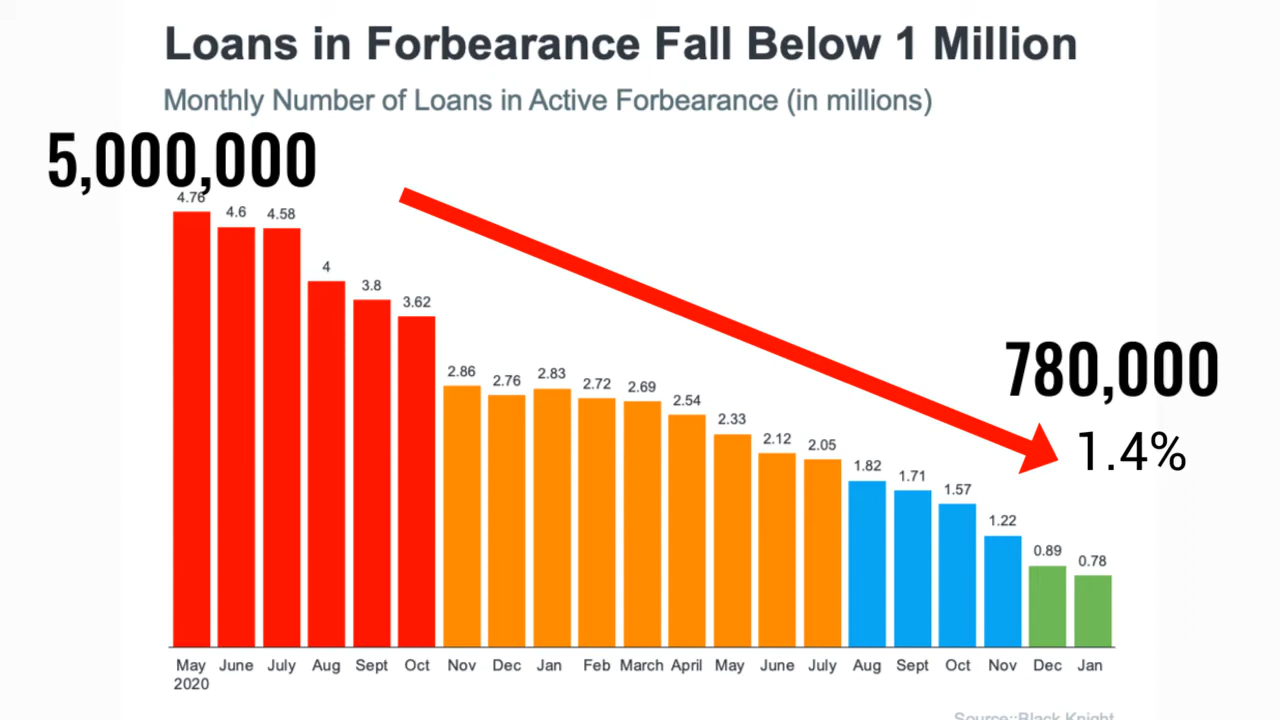 Loans in Forbearance Fall Below 1 Million
Monthly Number of Loans in Active Forbearance (in millions)
5,000,000
4.76 4.6 4.58 4 3.8 3.62 2.86 2.76 2.83 2.72 2.69 2.54 2.33 2.12 2.05 1.82 1.71 1.57 1.22 0.89 0.78
780,000
1.4%
May June July Aug Sept Oct Nov Dec Jan Feb March April May June July Aug Sept Oct Nov Dec Jan
2020
Source::Black Knight